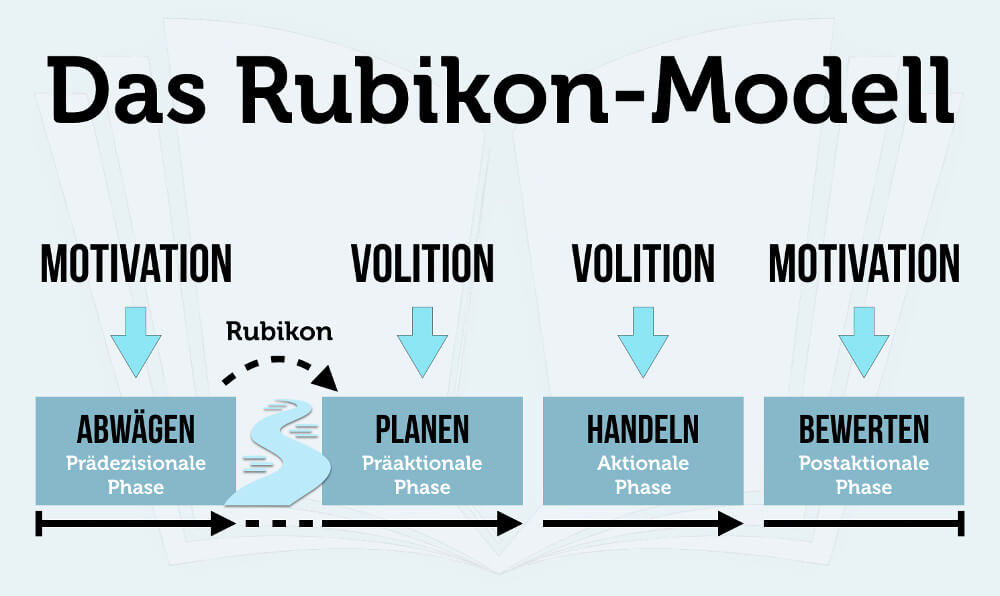 Das Rubikon-Modell
MOTIVATION
VOLITION
VOLITION
MOTIVATION
Rubikon
ABWÄGEN
Prädezisionale
Phase
PLANEN
Präaktionale
Phase
HANDELN
Aktionale
Phase
BEWERTEN
Postaktionale
Phase